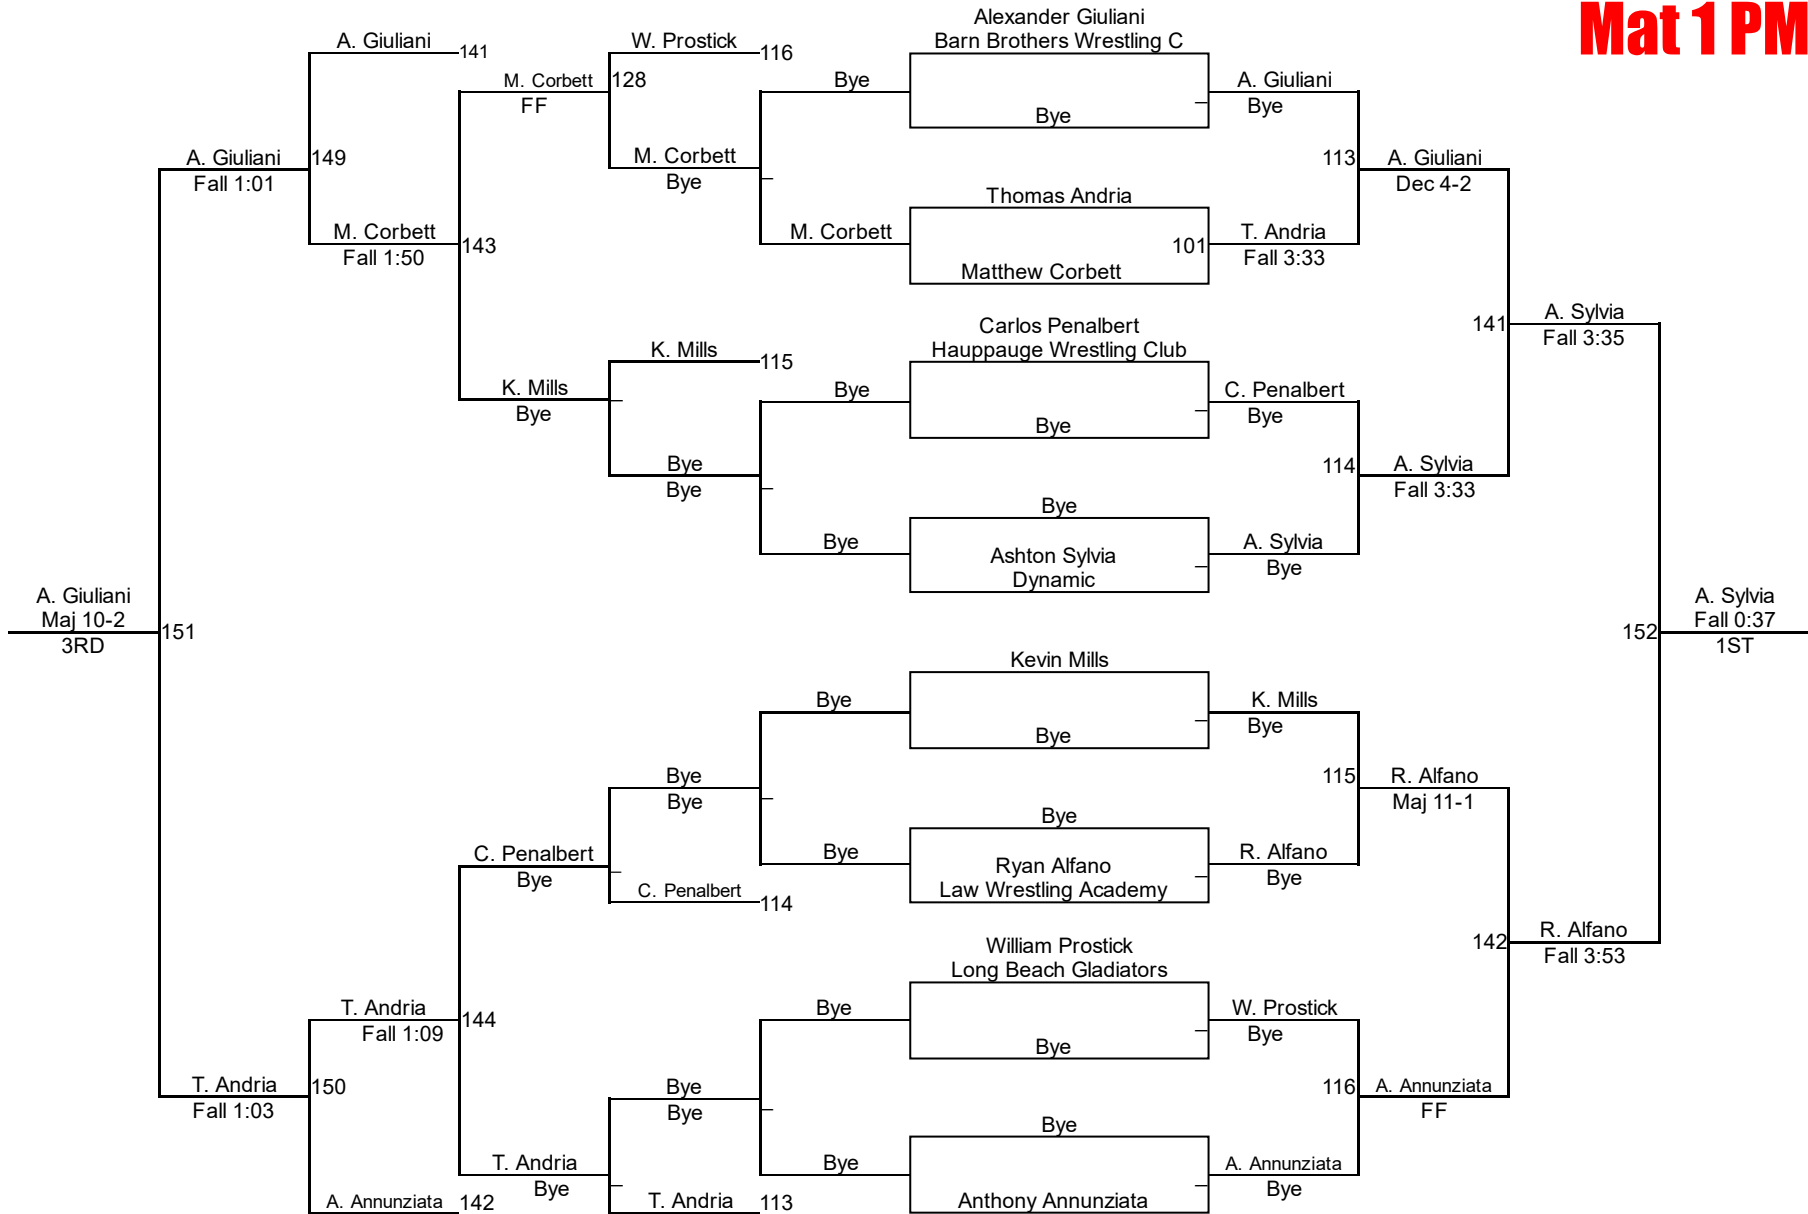 Mat 1 PM
Alexander Giuliani
A. Giuliani
141
W. Prostick
116
Barn Brothers Wrestling C
M. Corbett
128
FF
Bye
A. Giuliani
Bye
Bye
A. Giuliani
149
Fall 1:01
M. Corbett
Bye
113
A. Giuliani
Dec 4-2
Thomas Andria
M. Corbett
143
Fall 1:50
M. Corbett
101
T. Andria
Fall 3:33
Matthew Corbett
Carlos Penalbert
Hauppauge Wrestling Club
141
A. Sylvia
Fall 3:35
K. Mills
115
K. Mills
Bye
Bye
C. Penalbert
Bye
Bye
Bye
Bye
114
A. Sylvia
Fall 3:33
Bye
Bye
Ashton Sylvia
Dynamic
A. Sylvia
Bye
A. Giuliani
Maj 10-2
151
3RD
152
A. Sylvia
Fall 0:37
1ST
Kevin Mills
Bye
K. Mills
Bye
Bye
Bye
Bye
115
R. Alfano
Maj 11-1
Bye
C. Penalbert
Bye
Bye
Ryan Alfano
Law Wrestling Academy
R. Alfano
Bye
C. Penalbert
114
William Prostick
Long Beach Gladiators
142
R. Alfano
Fall 3:53
T. Andria
144
Fall 1:09
Bye
W. Prostick
Bye
Bye
T. Andria
150
Fall 1:03
Bye
Bye
116
A. Annunziata
FF
Bye
T. Andria
Bye
Bye
A. Annunziata
Bye
A. Annunziata
142
T. Andria
113
Anthony Annunziata